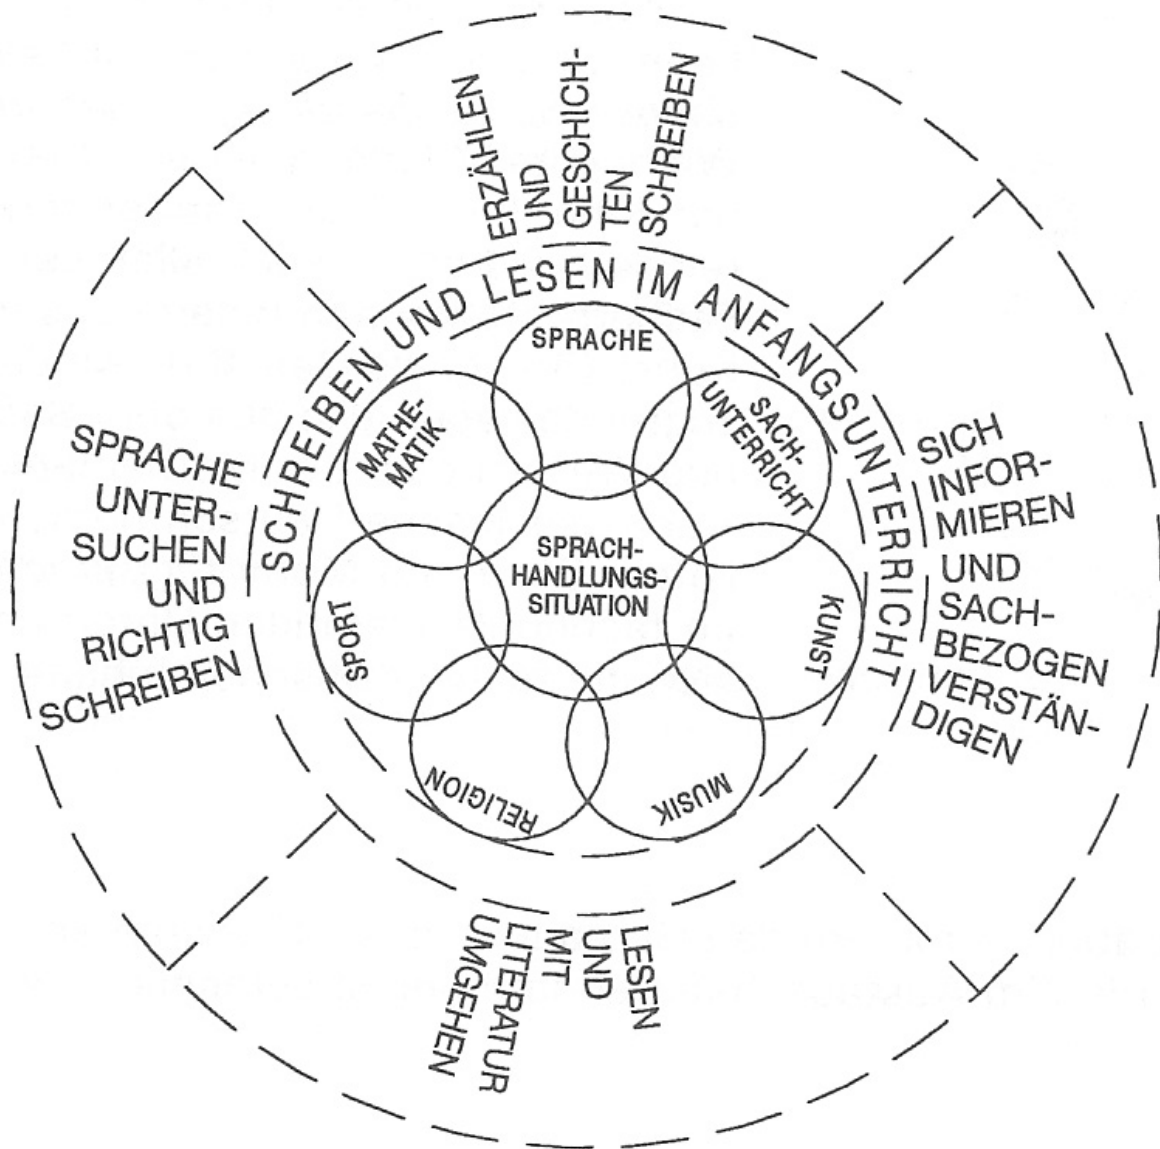 ERZÄHLEN
UND
GESCHICH-
TEN
SCHREIBEN
SCHREIBEN UND LESEN IM ANFANGSUNTERRICHT
SPRACHE
SACH-
UNTERRICHT
KUNST
MUSIK
RELIGION
SPORT
MATHE-
MATIK
SPRACH-
HANDLUNGS-
SITUATION
SICH
INFOR-
MIEREN
UND
SACH-
BEZOGEN
VERSTÄN-
DIGEN
LESEN
UND
MIT
LITERATUR
UMGEHEN
SPRACHE
UNTER-
SUCHEN
UND
RICHTIG
SCHREIBEN